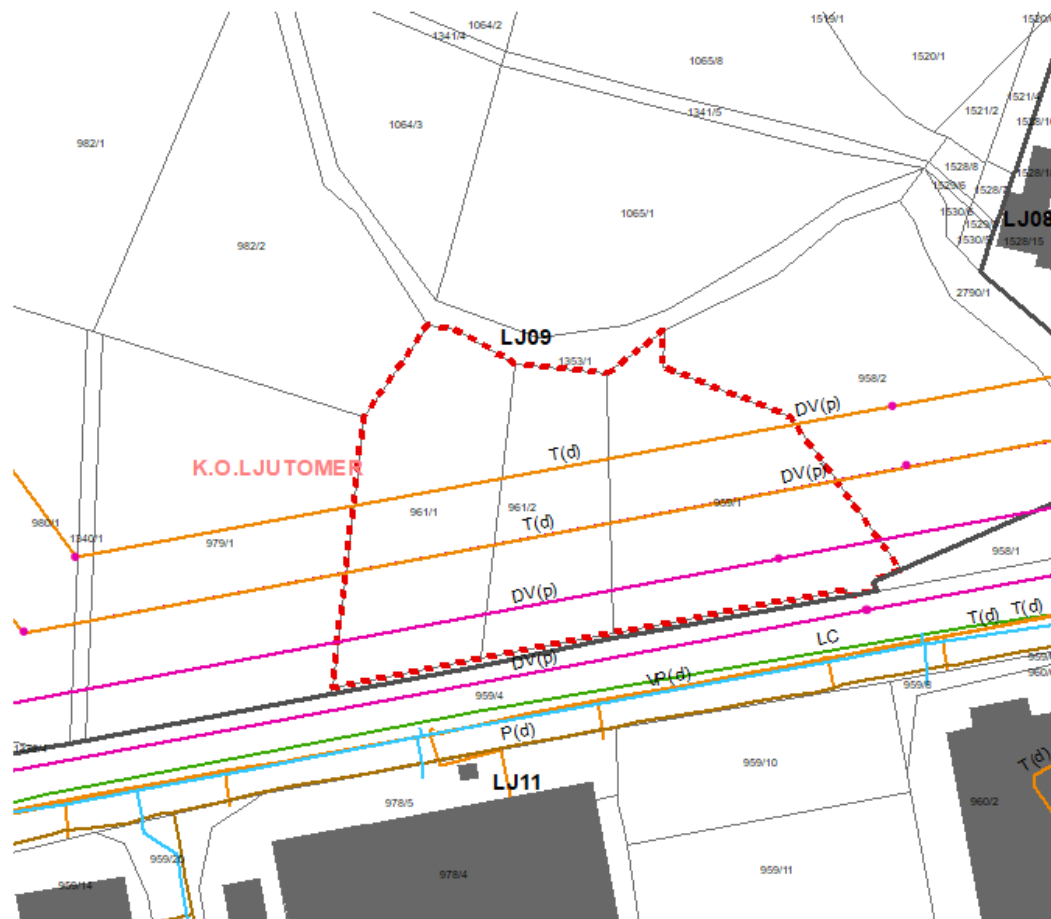 1519/1
1520/
1064/2
1341/4
1520/1
1065/8
1521/4
1341/5
1521/2
1064/3
982/1
1528/8
1528/18
1529/6
1528/7
1065/1
1530/6
LJ08
1530/5
1528/15
982/2
2790/1
LJ09
1353/1
958/2
DV(p)
T(d)
K.O.LJUTOMER
DV(p)
961/1
961/2
959/1
T(d)
980/1
1340/1
979/1
958/1
DV(p)
T(d)
T(d)
LC
DV(p)
VP(d)
959/4
959/8
960/
P(d)
959/10
T(d)
LJ11
978/5
960/2
959/20
959/14
978/4
959/11